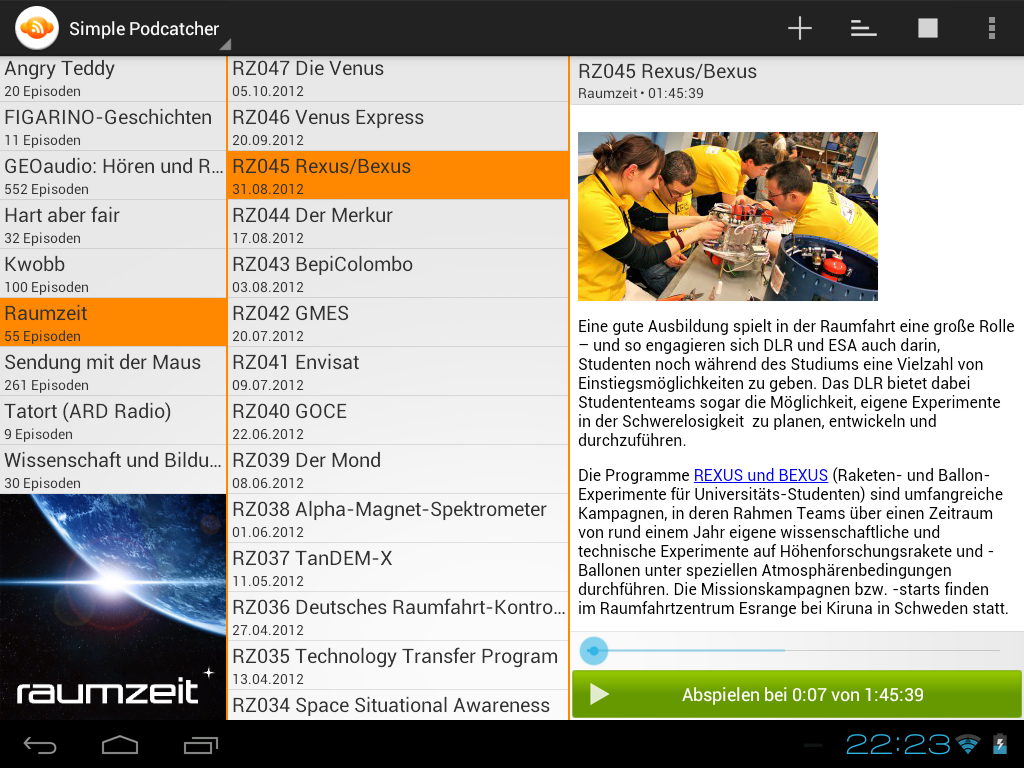 Simple Podcatcher
Angry Teddy
20 Episoden
FIGARINO-Geschichten
11 Episoden
GEOaudio: Hören und R...
552 Episoden
Hart aber fair
32 Episoden
Kwobb
100 Episoden
Raumzeit
55 Episoden
Sendung mit der Maus
261 Episoden
Tatort (ARD Radio)
9 Episoden
Wissenschaft und Bildu...
30 Episoden
raumzeit
RZ047 Die Venus
05.10.2012
RZ046 Venus Express
20.09.2012
RZ045 Rexus/Bexus
31.08.2012
RZ044 Der Merkur
17.08.2012
RZ043 BepiColombo
03.08.2012
RZ042 GMES
20.07.2012
RZ041 Envisat
09.07.2012
RZ040 GOCE
22.06.2012
RZ039 Der Mond
08.06.2012
RZ038 Alpha-Magnet-Spektrometer
01.06.2012
RZ037 TanDEM-X
11.05.2012
RZ036 Deutsches Raumfahrt-Kontro...
27.04.2012
RZ035 Technology Transfer Program
13.04.2012
RZ034 Space Situational Awareness
RZ045 Rexus/Bexus
Raumzeit • 01:45:39
Eine gute Ausbildung spielt in der Raumfahrt eine große Rolle
– und so engagieren sich DLR und ESA auch darin,
Studenten noch während des Studiums eine Vielzahl von
Einstiegsmöglichkeiten zu geben. Das DLR bietet dabei
Studententeams sogar die Möglichkeit, eigene Experimente
in der Schwerelosigkeit zu planen, entwickeln und
durchzuführen.
Die Programme REXUS und BEXUS (Raketen- und Ballon-
Experimente für Universitäts-Studenten) sind umfangreiche
Kampagnen, in deren Rahmen Teams über einen Zeitraum
von rund einem Jahr eigene wissenschaftliche und
technische Experimente auf Höhenforschungsrakete und -
Ballonen unter speziellen Atmosphärenbedingungen
durchführen. Die Missionskampagnen bzw. -starts finden
im Raumfahrtzentrum Esrange bei Kiruna in Schweden statt.
Abspielen bei 0:07 von 1:45:39
22:23